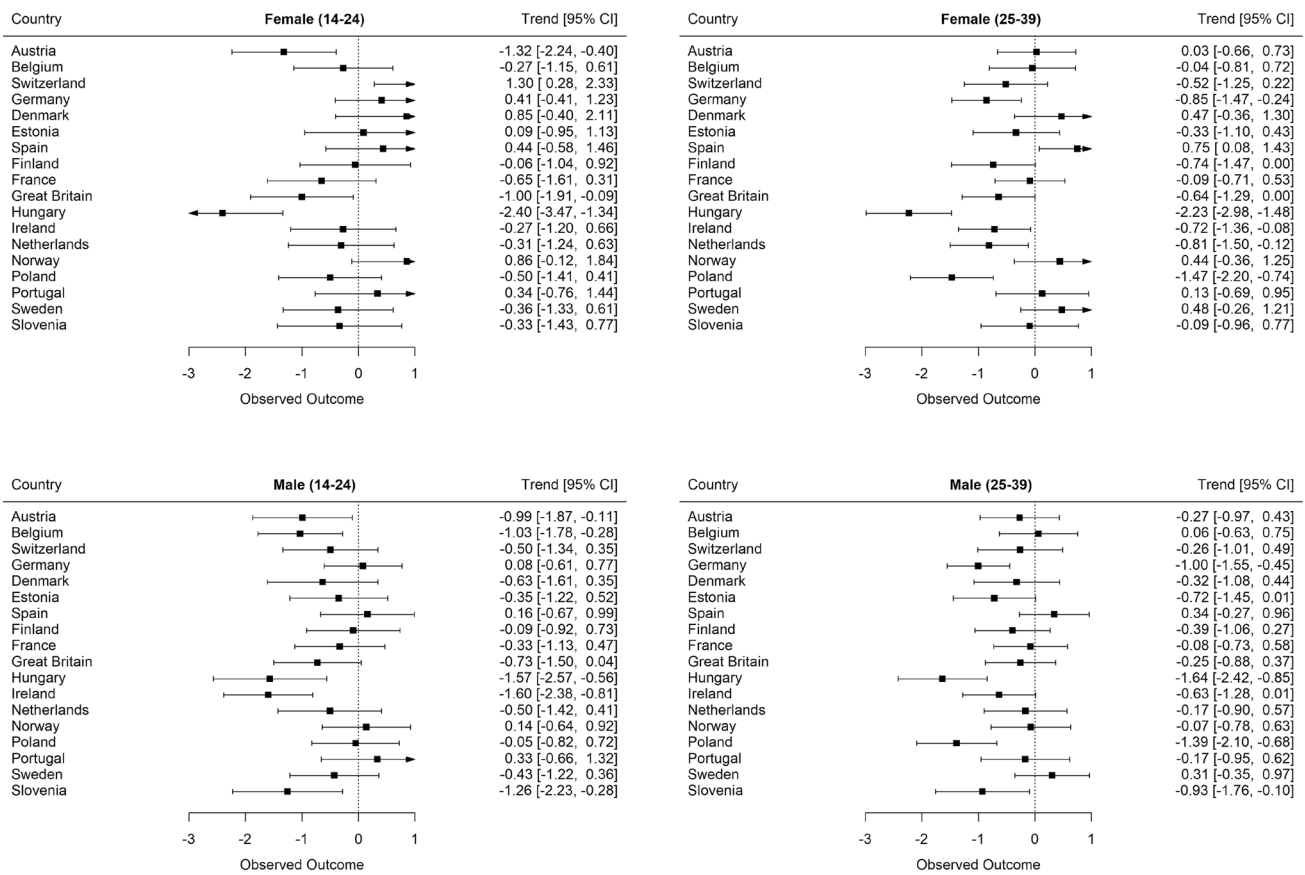 Country Female (14-24) Trend [95% CI]
Austria -1.32 [-2.24, -0.40]
Belgium -0.27 [-1.15, 0.61]
Switzerland 1.30 [ 0.28, 2.33]
Germany 0.41 [-0.41, 1.23]
Denmark 0.85 [-0.40, 2.11]
Estonia 0.09 [-0.95, 1.13]
Spain 0.44 [-0.58, 1.46]
Finland -0.06 [-1.04, 0.92]
France -0.65 [-1.61, 0.31]
Great Britain -1.00 [-1.91, -0.09]
Hungary -2.40 [-3.47, -1.34]
Ireland -0.27 [-1.20, 0.66]
Netherlands -0.31 [-1.24, 0.63]
Norway 0.86 [-0.12, 1.84]
Poland -0.50 [-1.41, 0.41]
Portugal 0.34 [-0.76, 1.44]
Sweden -0.36 [-1.33, 0.61]
Slovenia -0.33 [-1.43, 0.77]
-3 -2 -1 0 1
Observed Outcome
Country Female (25-39) Trend [95% CI]
Austria 0.03 [-0.66, 0.73]
Belgium -0.04 [-0.81, 0.72]
Switzerland -0.52 [-1.25, 0.22]
Germany -0.85 [-1.47, -0.24]
Denmark 0.47 [-0.36, 1.30]
Estonia -0.33 [-1.10, 0.43]
Spain 0.75 [ 0.08, 1.43]
Finland -0.74 [-1.47, 0.00]
France -0.09 [-0.71, 0.53]
Great Britain -0.64 [-1.29, 0.00]
Hungary -2.23 [-2.98, -1.48]
Ireland -0.72 [-1.36, -0.08]
Netherlands -0.81 [-1.50, -0.12]
Norway 0.44 [-0.36, 1.25]
Poland -1.47 [-2.20, -0.74]
Portugal 0.13 [-0.69, 0.95]
Sweden 0.48 [-0.26, 1.21]
Slovenia -0.09 [-0.96, 0.77]
-3 -2 -1 0 1
Observed Outcome
Country Male (14-24) Trend [95% CI]
Austria -0.99 [-1.87, -0.11]
Belgium -1.03 [-1.78, -0.28]
Switzerland -0.50 [-1.34, 0.35]
Germany 0.08 [-0.61, 0.77]
Denmark -0.63 [-1.61, 0.35]
Estonia -0.35 [-1.22, 0.52]
Spain 0.16 [-0.67, 0.99]
Finland -0.09 [-0.92, 0.73]
France -0.33 [-1.13, 0.47]
Great Britain -0.73 [-1.50, 0.04]
Hungary -1.57 [-2.57, -0.56]
Ireland -1.60 [-2.38, -0.81]
Netherlands -0.50 [-1.42, 0.41]
Norway 0.14 [-0.64, 0.92]
Poland -0.05 [-0.82, 0.72]
Portugal 0.33 [-0.66, 1.32]
Sweden -0.43 [-1.22, 0.36]
Slovenia -1.26 [-2.23, -0.28]
-3 -2 -1 0 1
Observed Outcome
Country Male (25-39) Trend [95% CI]
Austria -0.27 [-0.97, 0.43]
Belgium 0.06 [-0.63, 0.75]
Switzerland -0.26 [-1.01, 0.49]
Germany -1.00 [-1.55, -0.45]
Denmark -0.32 [-1.08, 0.44]
Estonia -0.72 [-1.45, 0.01]
Spain 0.34 [-0.27, 0.96]
Finland -0.39 [-1.06, 0.27]
France -0.08 [-0.73, 0.58]
Great Britain -0.25 [-0.88, 0.37]
Hungary -1.64 [-2.42, -0.85]
Ireland -0.63 [-1.28, 0.01]
Netherlands -0.17 [-0.90, 0.57]
Norway -0.07 [-0.78, 0.63]
Poland -1.39 [-2.10, -0.68]
Portugal -0.17 [-0.95, 0.62]
Sweden 0.31 [-0.35, 0.97]
Slovenia -0.93 [-1.76, -0.10]
-3 -2 -1 0 1
Observed Outcome